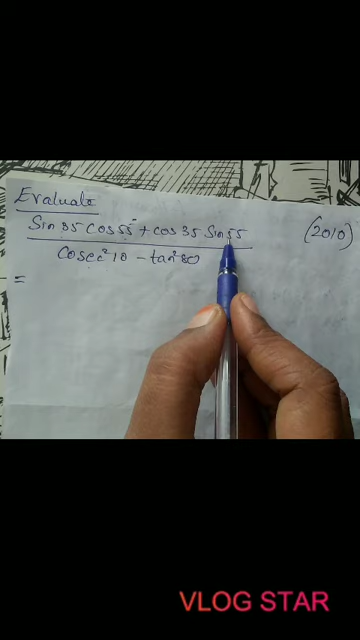 Evaluate
Sin 35 Cos 55° + cos 35 Sin 55
(2010)
Cosec²10 - tan²80
=
VLOG STAR